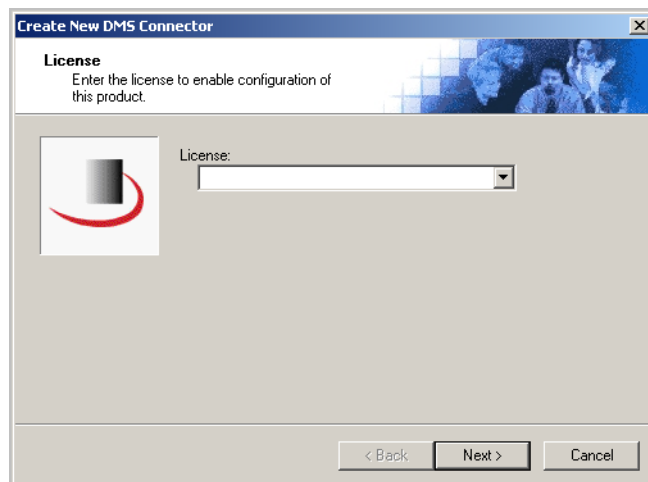 Create New DMS Connector
License
Enter the license to enable configuration of
this product.
License:
< Back Next > Cancel